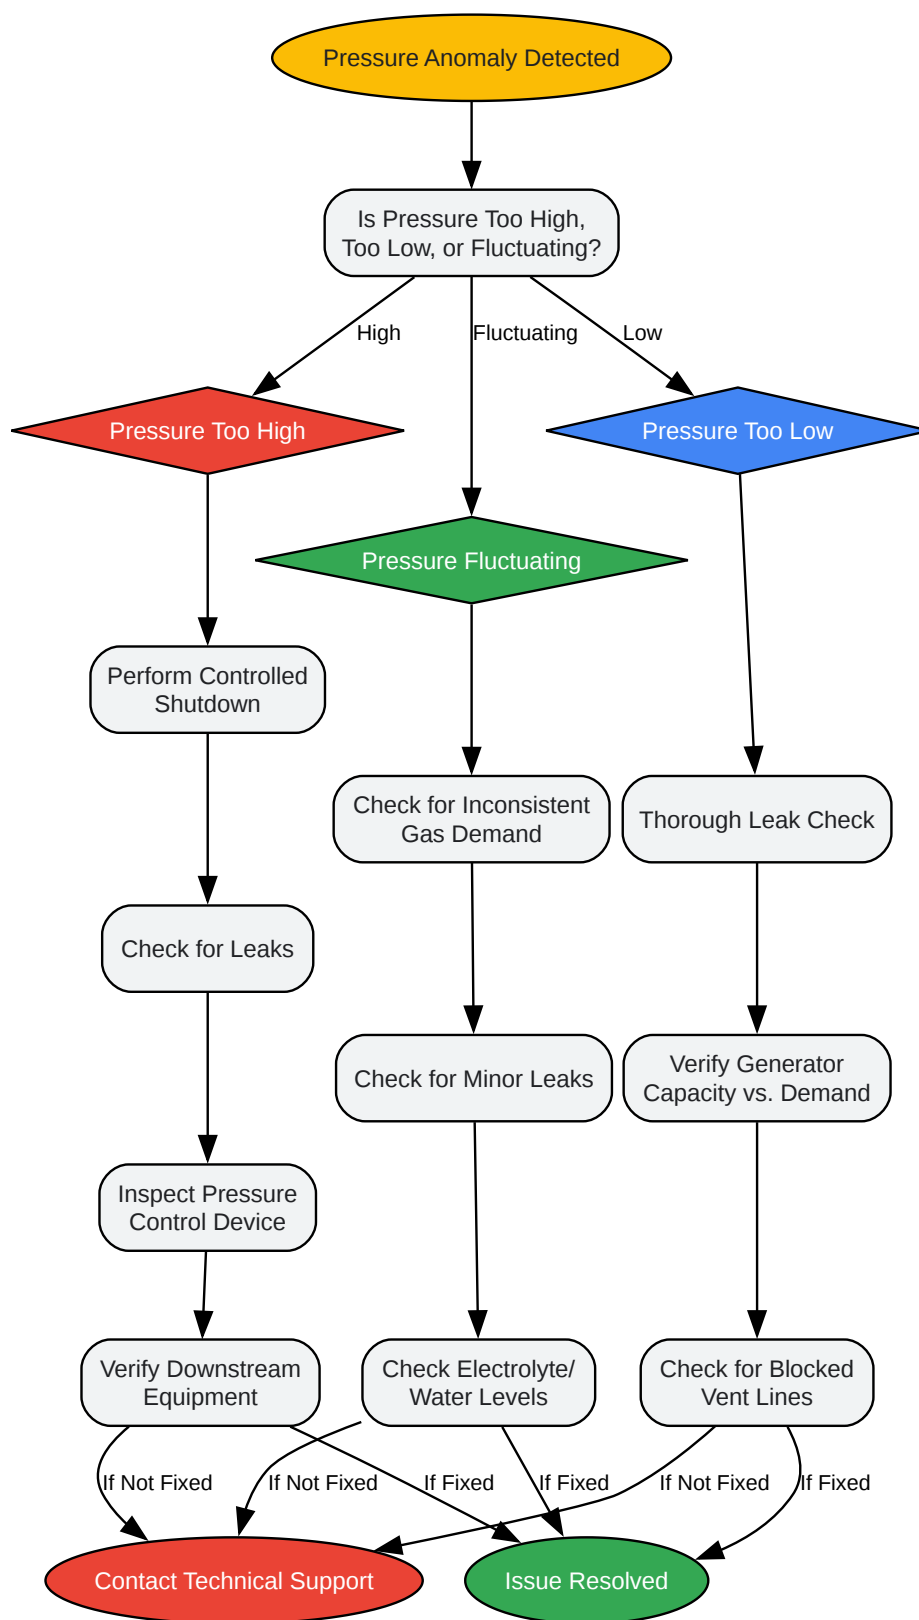 Pressure Anomaly Detected
Is Pressure Too High,
Too Low, or Fluctuating?
High
Fluctuating
Low
Pressure Too High
Pressure Too Low
Pressure Fluctuating
Perform Controlled
Shutdown
Check for Inconsistent
Gas Demand
Thorough Leak Check
Check for Leaks
Check for Minor Leaks
Verify Generator
Capacity vs. Demand
Inspect Pressure
Control Device
Verify Downstream
Equipment
Check Electrolyte/
Water Levels
Check for Blocked
Vent Lines
If Not Fixed
If Not Fixed
If Fixed
If Fixed
If Not Fixed
If Fixed
Contact Technical Support
Issue Resolved